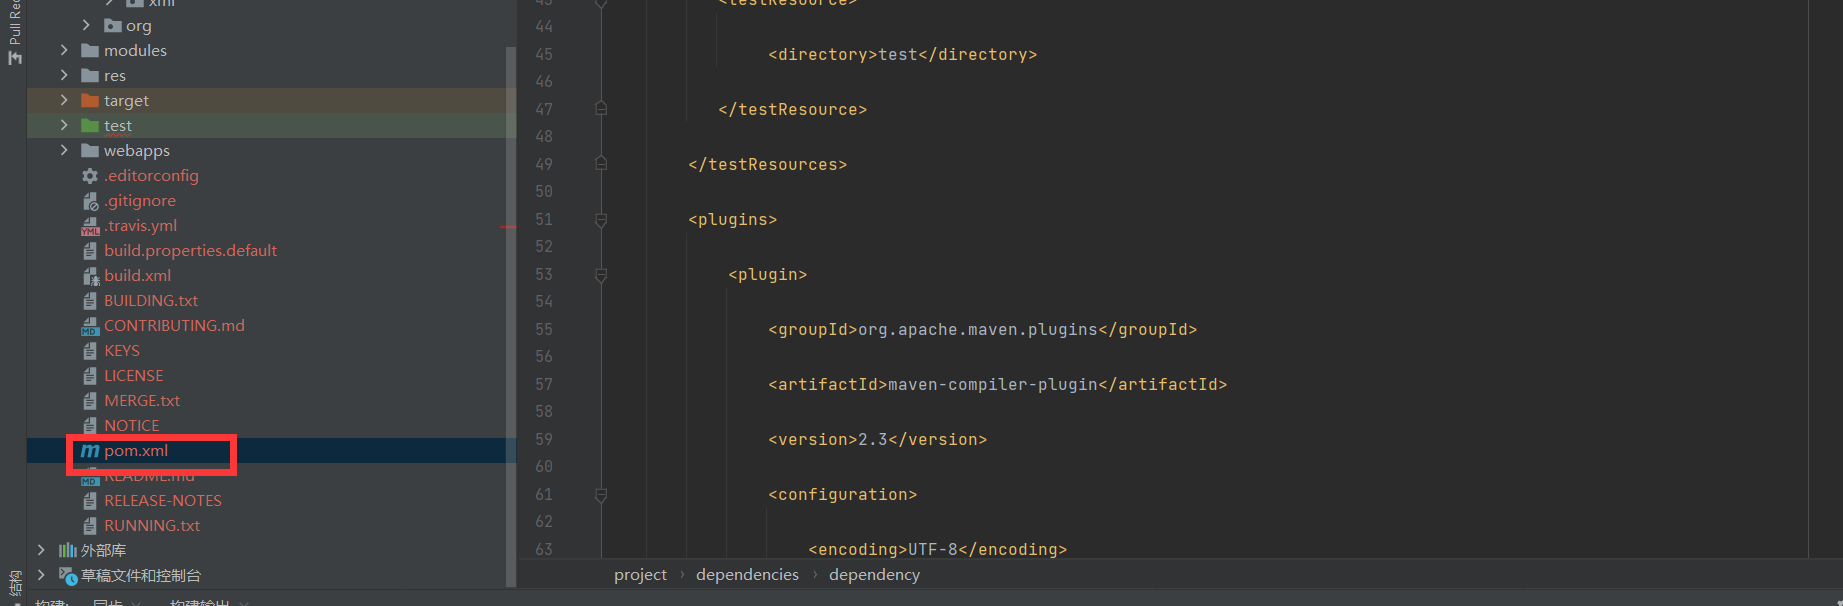 Pull Req
xml
org
modules
res
target
test
webapps
.editorconfig
.gitignore
.travis.yml
build.properties.default
build.xml
BUILDING.txt
CONTRIBUTING.md
KEYS
LICENSE
MERGE.txt
NOTICE
pom.xml
README.md
RELEASE-NOTES
RUNNING.txt
外部库
草稿文件和控制台
结构
构建:
同步
构建输出
43 <testResource>
44
45 <directory>test</directory>
46
47 </testResource>
48
49 </testResources>
50
51 <plugins>
52
53 <plugin>
54
55 <groupId>org.apache.maven.plugins</groupId>
56
57 <artifactId>maven-compiler-plugin</artifactId>
58
59 <version>2.3</version>
60
61 <configuration>
62
63 <encoding>UTF-8</encoding>
project › dependencies › dependency